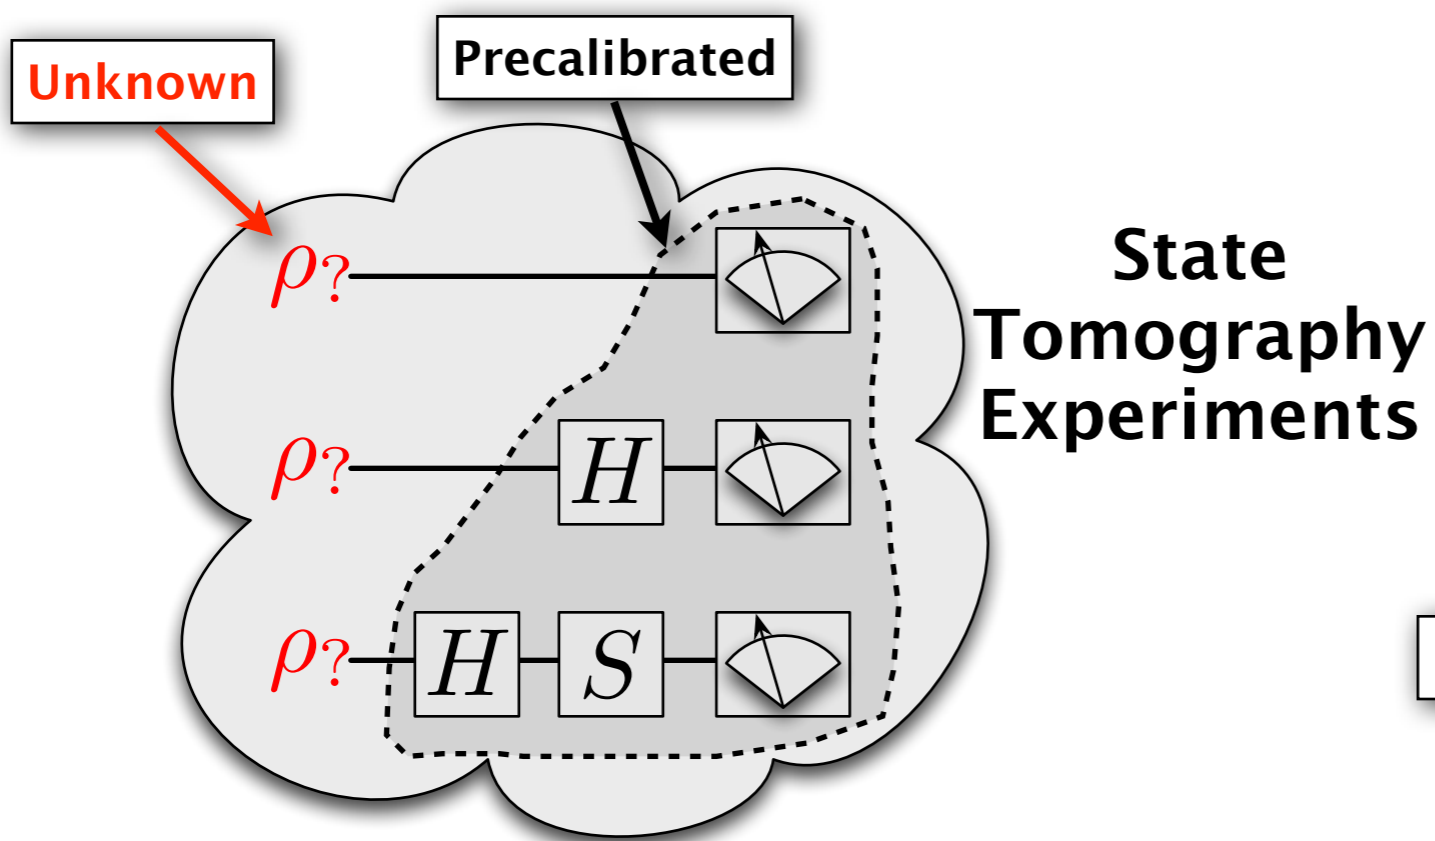 Unknown
Precalibrated
State
Tomography
Experiments
ρ?
ρ? H
ρ? H S